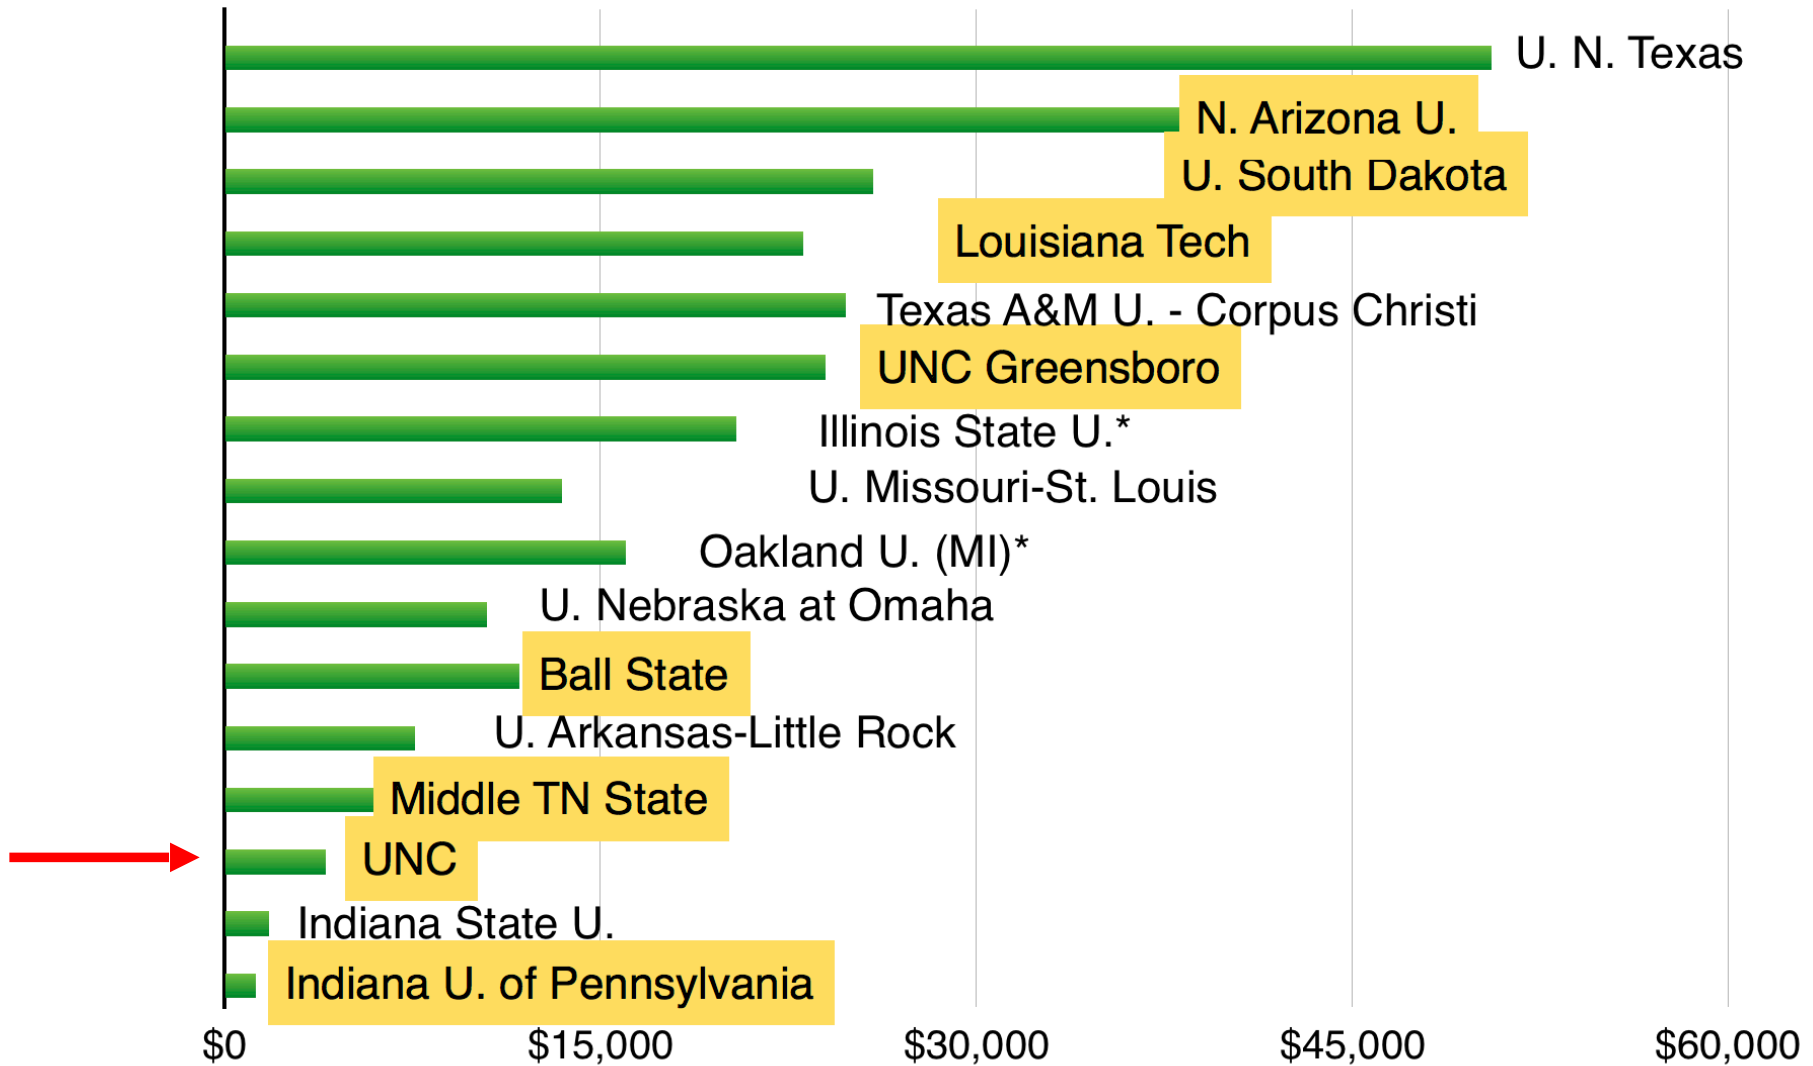 U. N. Texas
N. Arizona U.
U. South Dakota
Louisiana Tech
Texas A&M U. - Corpus Christi
UNC Greensboro
Illinois State U.*
U. Missouri-St. Louis
Oakland U. (MI)*
U. Nebraska at Omaha
Ball State
U. Arkansas-Little Rock
Middle TN State
UNC
Indiana State U.
Indiana U. of Pennsylvania
$0 $15,000 $30,000 $45,000 $60,000